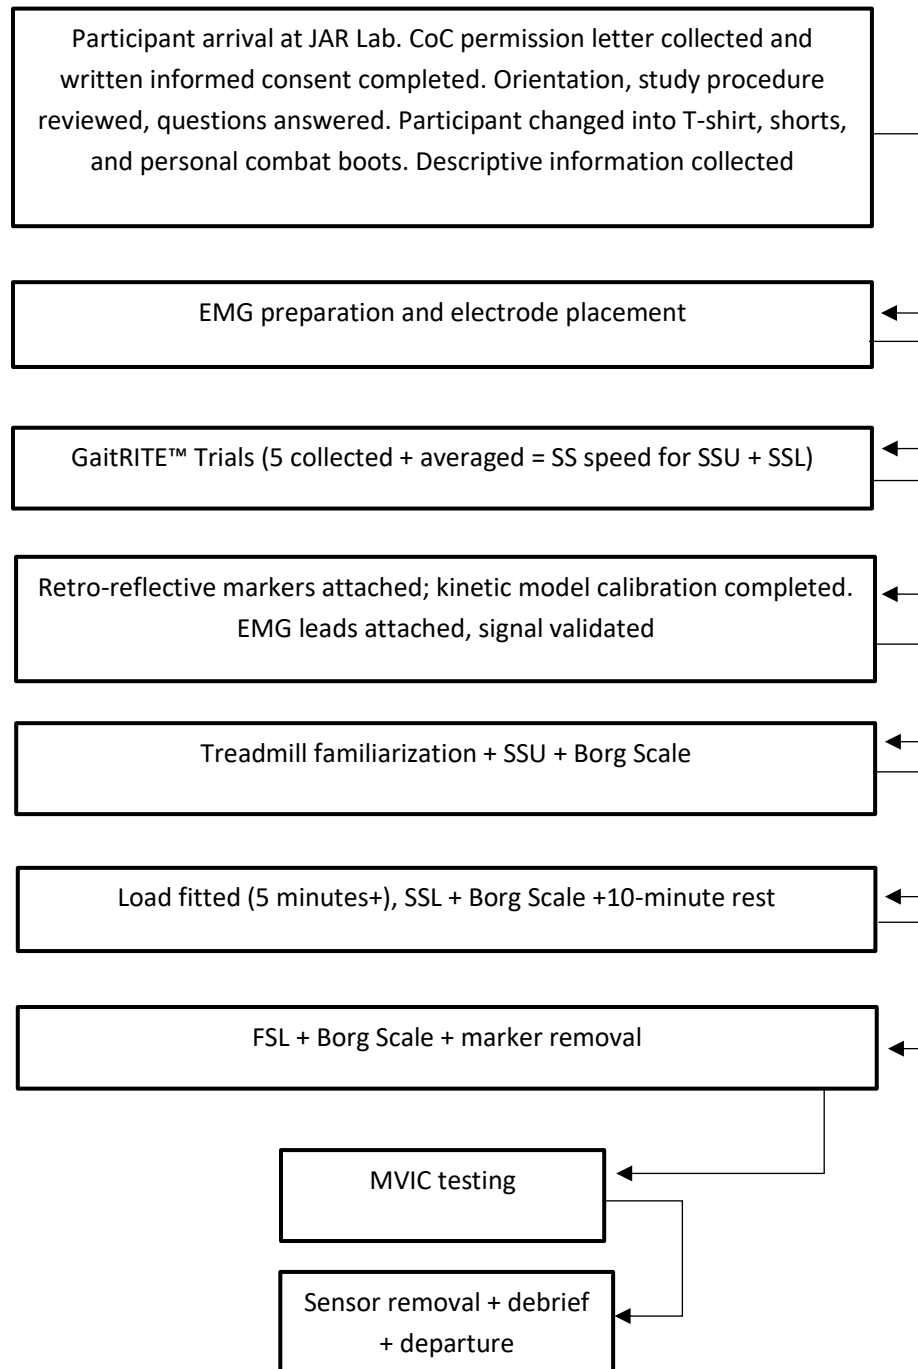 Participant arrival at JAR Lab. CoC permission letter collected and
written informed consent completed. Orientation, study procedure
reviewed, questions answered. Participant changed into T-shirt, shorts,
and personal combat boots. Descriptive information collected
EMG preparation and electrode placement
GaitRITE™ Trials (5 collected + averaged = SS speed for SSU + SSL)
Retro-reflective markers attached; kinetic model calibration completed.
EMG leads attached, signal validated
Treadmill familiarization + SSU + Borg Scale
Load fitted (5 minutes+), SSL + Borg Scale +10-minute rest
FSL + Borg Scale + marker removal
MVIC testing
Sensor removal + debrief
+ departure